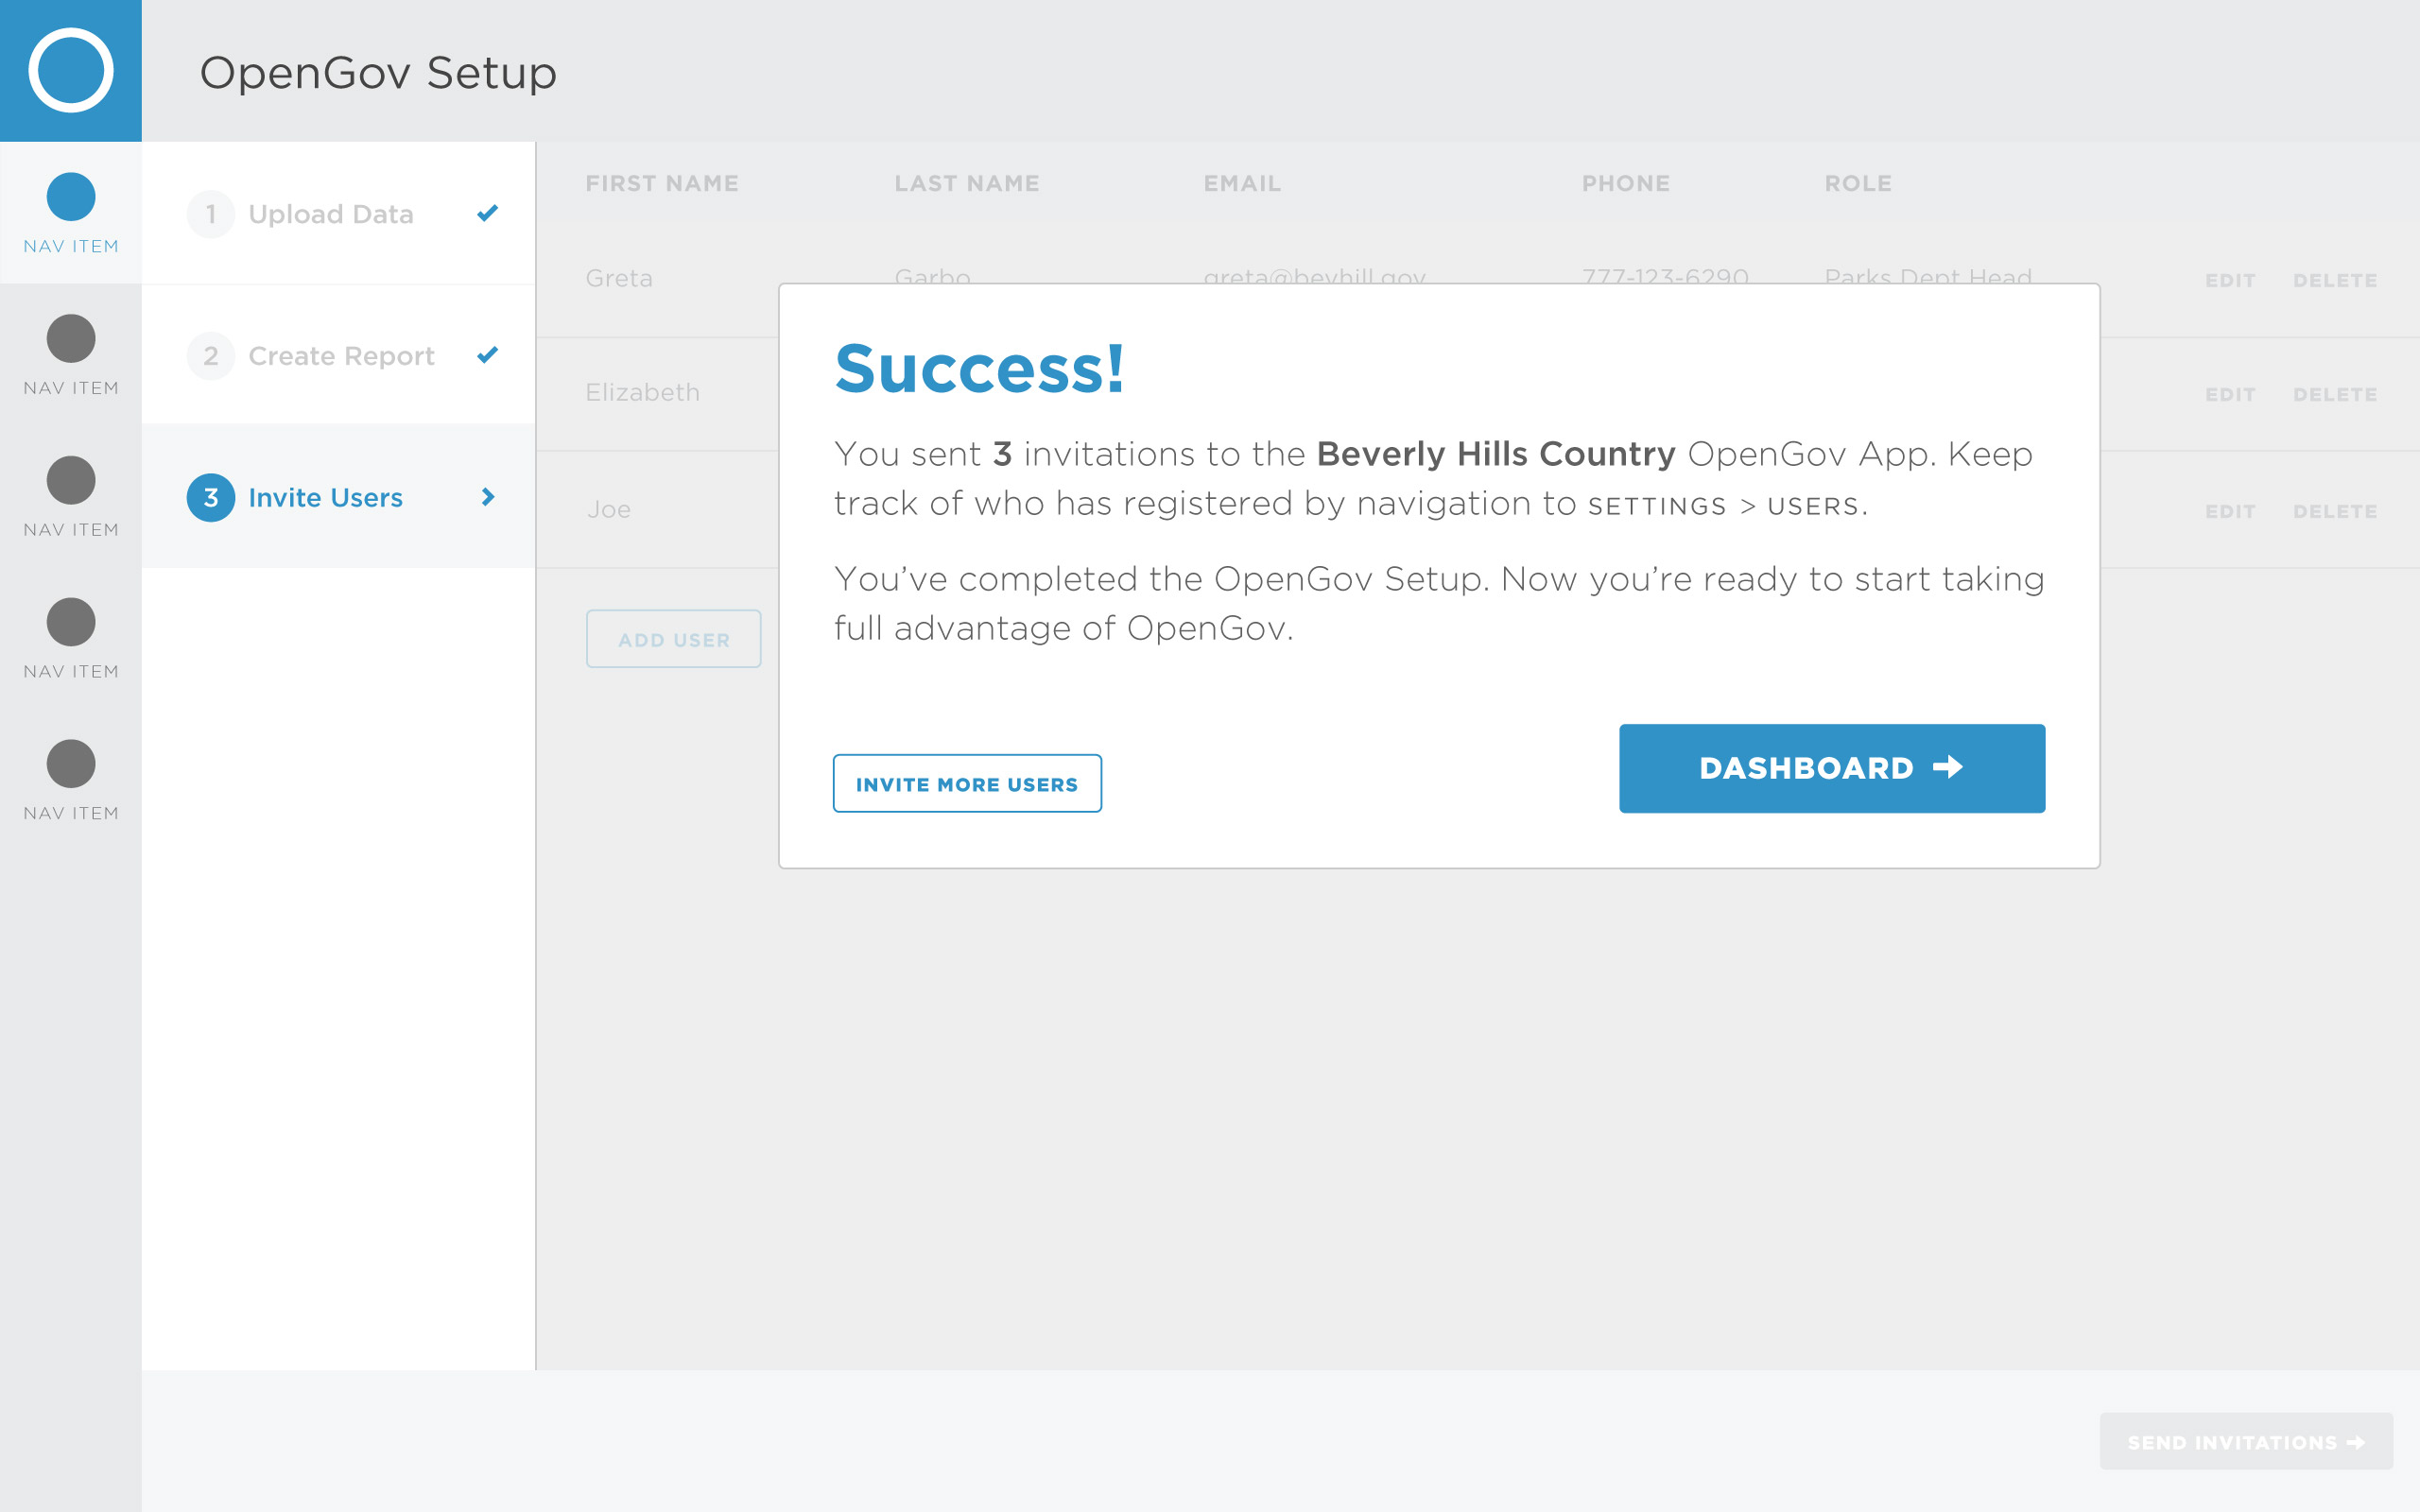 OpenGov Setup
NAV ITEM
NAV ITEM
NAV ITEM
NAV ITEM
NAV ITEM
1 Upload Data
2 Create Report
3 Invite Users
FIRST NAME LAST NAME EMAIL PHONE ROLE
Greta Garbo greta@bevhill.gov 777-123-6290 Parks Dept Head EDIT DELETE
Elizabeth EDIT DELETE
Joe EDIT DELETE
ADD USER
Success!
You sent 3 invitations to the Beverly Hills Country OpenGov App. Keep
track of who has registered by navigation to SETTINGS > USERS.
You’ve completed the OpenGov Setup. Now you’re ready to start taking
full advantage of OpenGov.
INVITE MORE USERS
DASHBOARD →
SEND INVITATIONS →